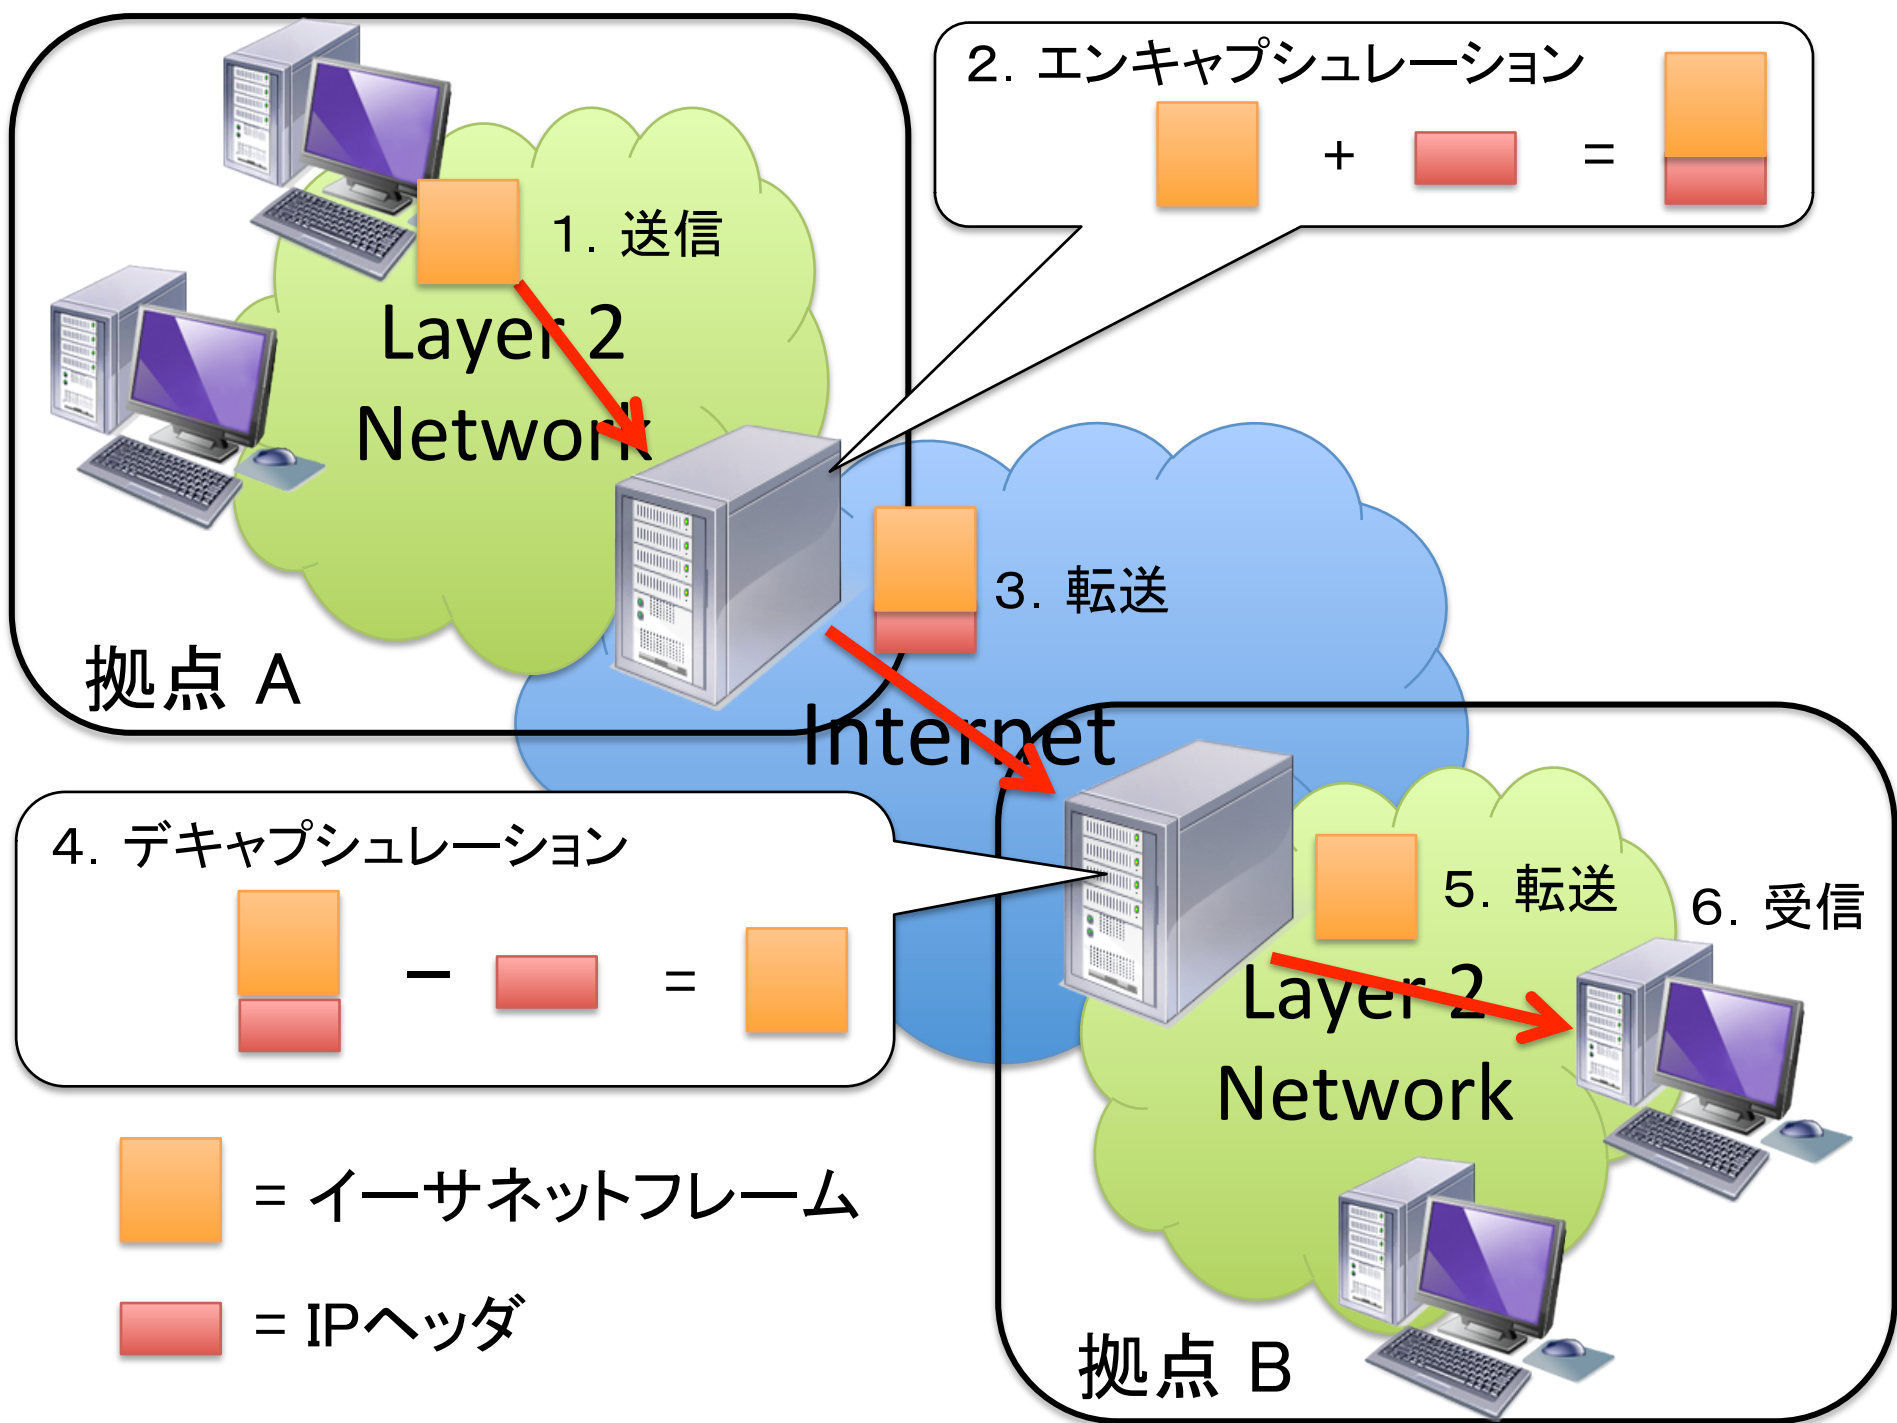 2. エンキャプシュレーション
+ =
1. 送信
Layer 2
Network
3. 転送
拠点 A
Internet
4. デキャプシュレーション
ー =
5. 転送
6. 受信
Layer 2
Network
= イーサネットフレーム
= IPヘッダ
拠点 B